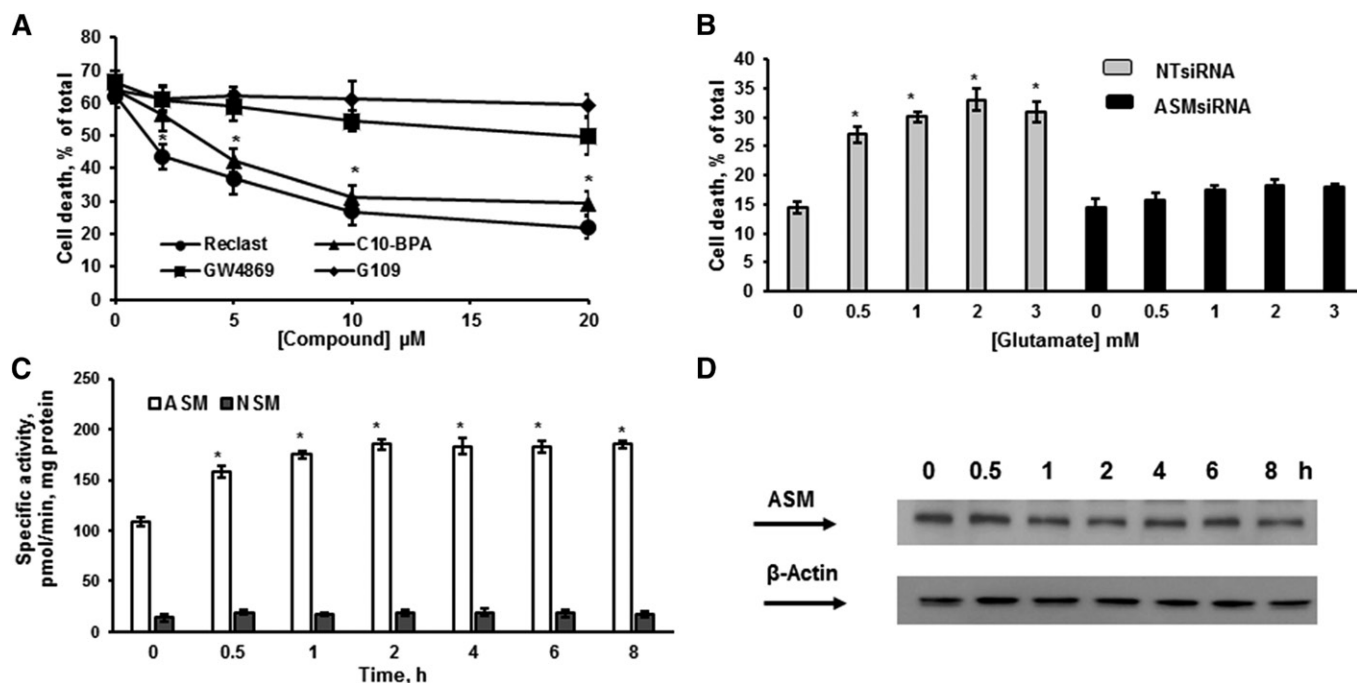 A
Cell death, % of total
80
70
60
50
40
30
20
10
0
* * * *
Reclast C10-BPA
GW4869 G109
0 5 10 15 20
[Compound] µM
B
Cell death, % of total
40
35
30
25
20
15
10
5
0
* * * *
NTsiRNA
ASMsiRNA
0 0.5 1 2 3 0 0.5 1 2 3
[Glutamate] mM
C
Specific activity,
pmol/min, mg protein
250
200
150
100
50
0
ASM NSM
* * * * * *
0 0.5 1 2 4 6 8
Time, h
D
0 0.5 1 2 4 6 8 h
ASM
β-Actin